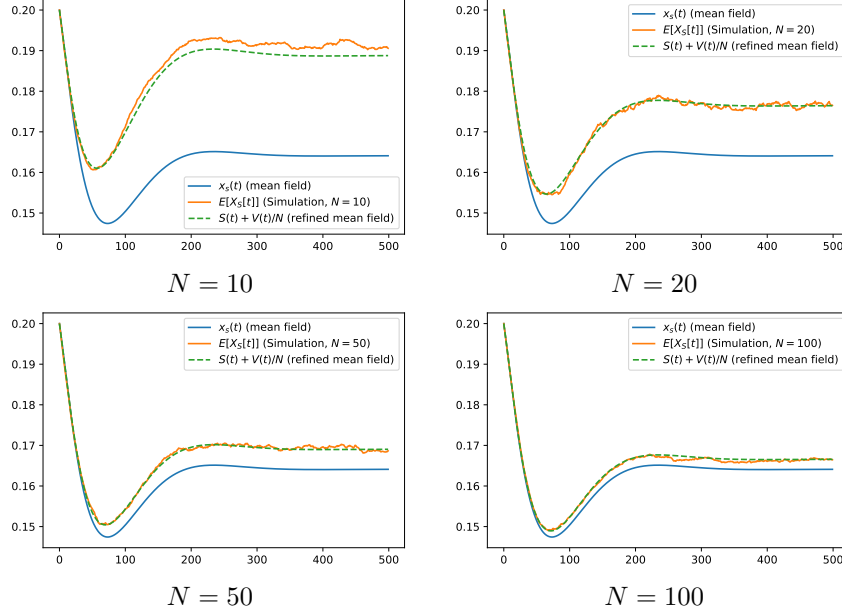 0.20
0.19
0.18
0.17
0.16
0.15
0 100 200 300 400 500
x_s(t) (mean field)
E[X_S[t]] (Simulation, N = 10)
S(t) + V(t)/N (refined mean field)
N = 10
0.20
0.19
0.18
0.17
0.16
0.15
0 100 200 300 400 500
x_s(t) (mean field)
E[X_S[t]] (Simulation, N = 20)
S(t) + V(t)/N (refined mean field)
N = 20
0.20
0.19
0.18
0.17
0.16
0.15
0 100 200 300 400 500
x_s(t) (mean field)
E[X_S[t]] (Simulation, N = 50)
S(t) + V(t)/N (refined mean field)
N = 50
0.20
0.19
0.18
0.17
0.16
0.15
0 100 200 300 400 500
x_s(t) (mean field)
E[X_S[t]] (Simulation, N = 100)
S(t) + V(t)/N (refined mean field)
N = 100